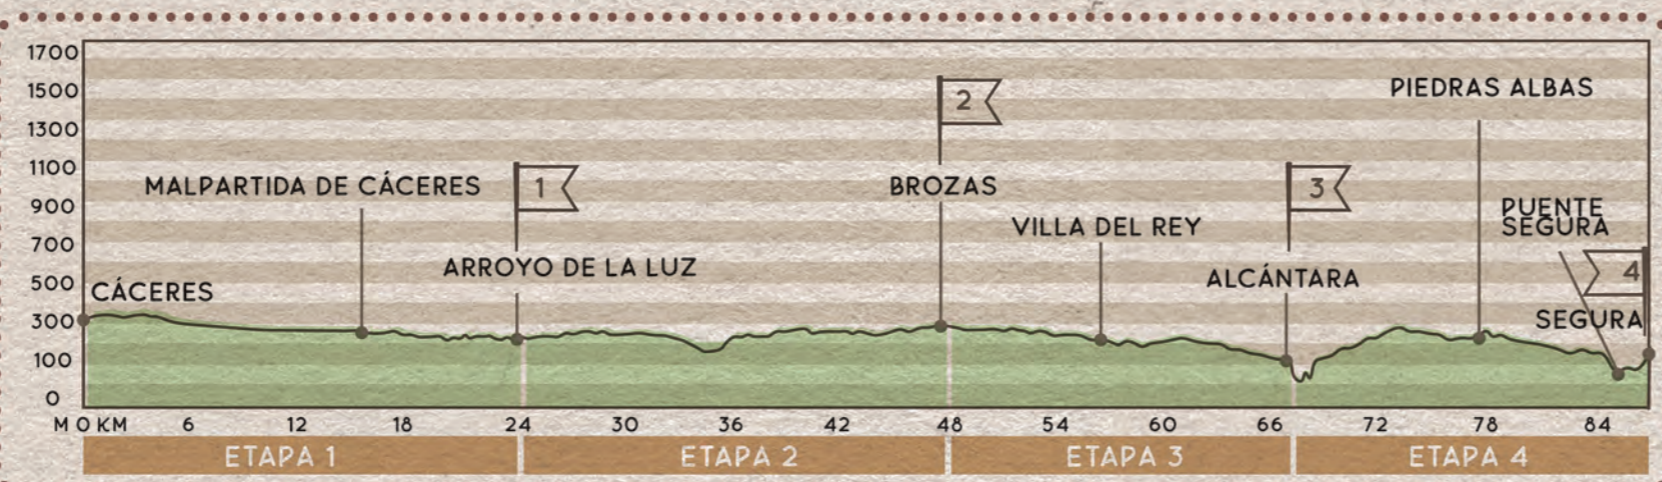 1700
1500
1300
1100
900
700
500
300
100
0
PIEDRAS ALBAS
2
MALPARTIDA DE CÁCERES
1
BROZAS
3
PUENTE
SEGURA
VILLA DEL REY
ARROYO DE LA LUZ
ALCÁNTARA
4
CÁCERES
SEGURA
M 0 KM 6 12 18 24 30 36 42 48 54 60 66 72 78 84
ETAPA 1 ETAPA 2 ETAPA 3 ETAPA 4